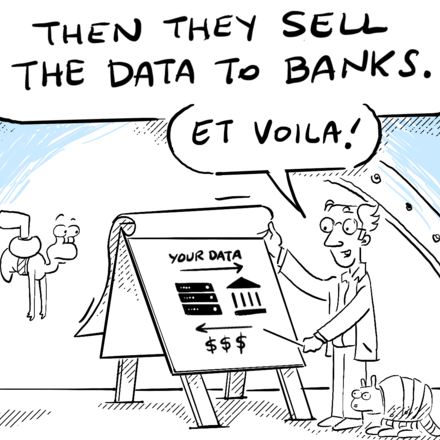 THEN THEY SELL
THE DATA TO BANKS.
ET VOILA!
YOUR DATA
$$$